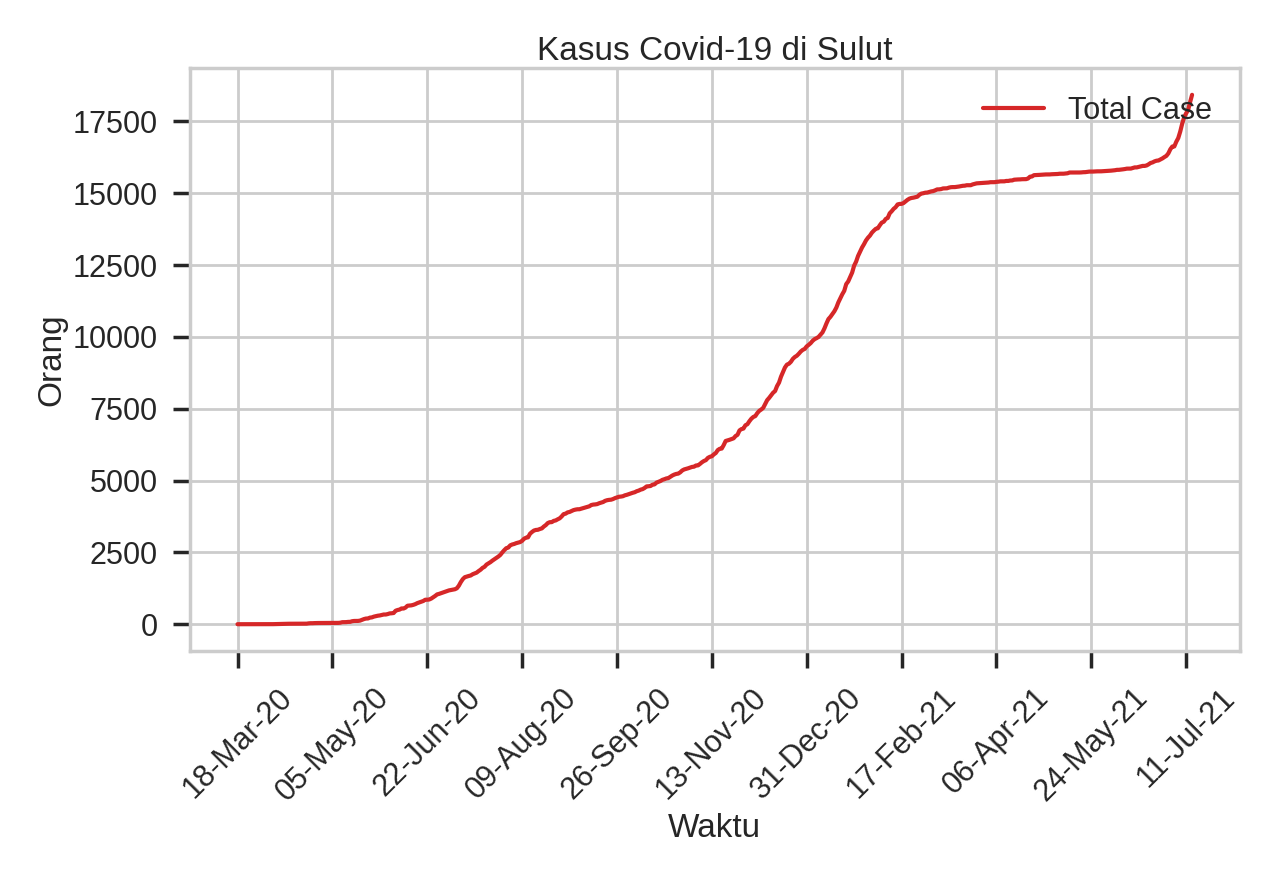 Kasus Covid-19 di Sulut
Total Case
Orang
17500
15000
12500
10000
7500
5000
2500
0
18-Mar-20
05-May-20
22-Jun-20
09-Aug-20
26-Sep-20
13-Nov-20
31-Dec-20
17-Feb-21
06-Apr-21
24-May-21
11-Jul-21
Waktu